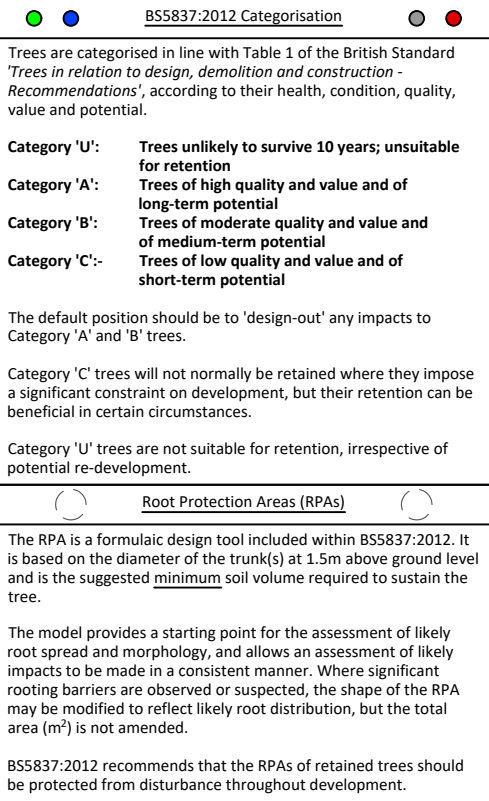 BS5837:2012 Categorisation
Trees are categorised in line with Table 1 of the British Standard
'Trees in relation to design, demolition and construction -
Recommendations', according to their health, condition, quality,
value and potential.
Category 'U': Trees unlikely to survive 10 years; unsuitable
for retention
Category 'A': Trees of high quality and value and of
long-term potential
Category 'B': Trees of moderate quality and value and
of medium-term potential
Category 'C':- Trees of low quality and value and of
short-term potential
The default position should be to 'design-out' any impacts to
Category 'A' and 'B' trees.
Category 'C' trees will not normally be retained where they impose
a significant constraint on development, but their retention can be
beneficial in certain circumstances.
Category 'U' trees are not suitable for retention, irrespective of
potential re-development.
Root Protection Areas (RPAs)
The RPA is a formulaic design tool included within BS5837:2012. It
is based on the diameter of the trunk(s) at 1.5m above ground level
and is the suggested minimum soil volume required to sustain the
tree.
The model provides a starting point for the assessment of likely
root spread and morphology, and allows an assessment of likely
impacts to be made in a consistent manner. Where significant
rooting barriers are observed or suspected, the shape of the RPA
may be modified to reflect likely root distribution, but the total
area (m²) is not amended.
BS5837:2012 recommends that the RPAs of retained trees should
be protected from disturbance throughout development.